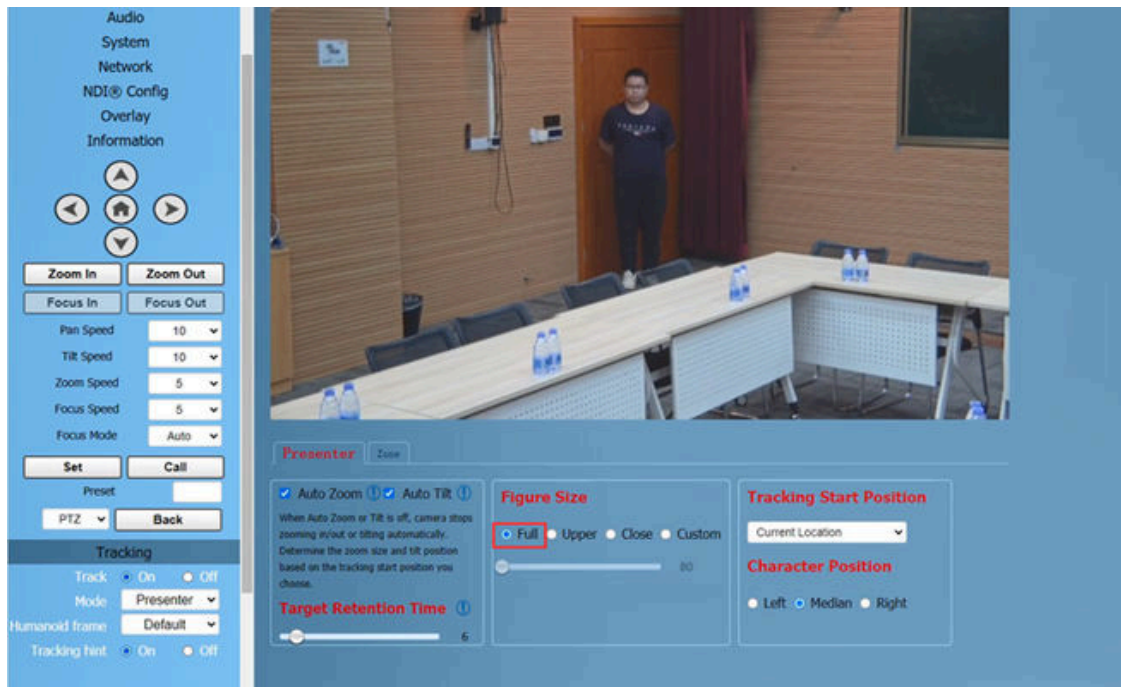 Audio
System
Network
NDI® Config
Overlay
Information
Zoom In Zoom Out
Focus In Focus Out
Pan Speed 10
Tilt Speed 10
Zoom Speed 5
Focus Speed 5
Focus Mode Auto
Set Call
Preset
PTZ Back
Tracking
Track On Off
Mode Presenter
Humanoid frame Default
Tracking hint On Off
Presenter Zone
Auto Zoom Auto Tilt
When Auto Zoom or Tilt is off, camera stops
zooming in/out or tilting automatically.
Determine the zoom size and tilt position
based on the tracking start position you
choose.
Target Retention Time
6
Figure Size
Full Upper Close Custom
80
Tracking Start Position
Current Location
Character Position
Left Median Right